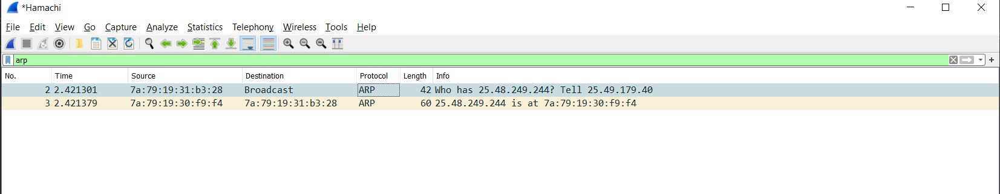 *Hamachi
File Edit View Go Capture Analyze Statistics Telephony Wireless Tools Help
arp
No. Time Source Destination Protocol Length Info
2 2.421301 7a:79:19:31:b3:28 Broadcast ARP 42 Who has 25.48.249.244? Tell 25.49.179.40
3 2.421379 7a:79:19:30:f9:f4 7a:79:19:31:b3:28 ARP 60 25.48.249.244 is at 7a:79:19:30:f9:f4